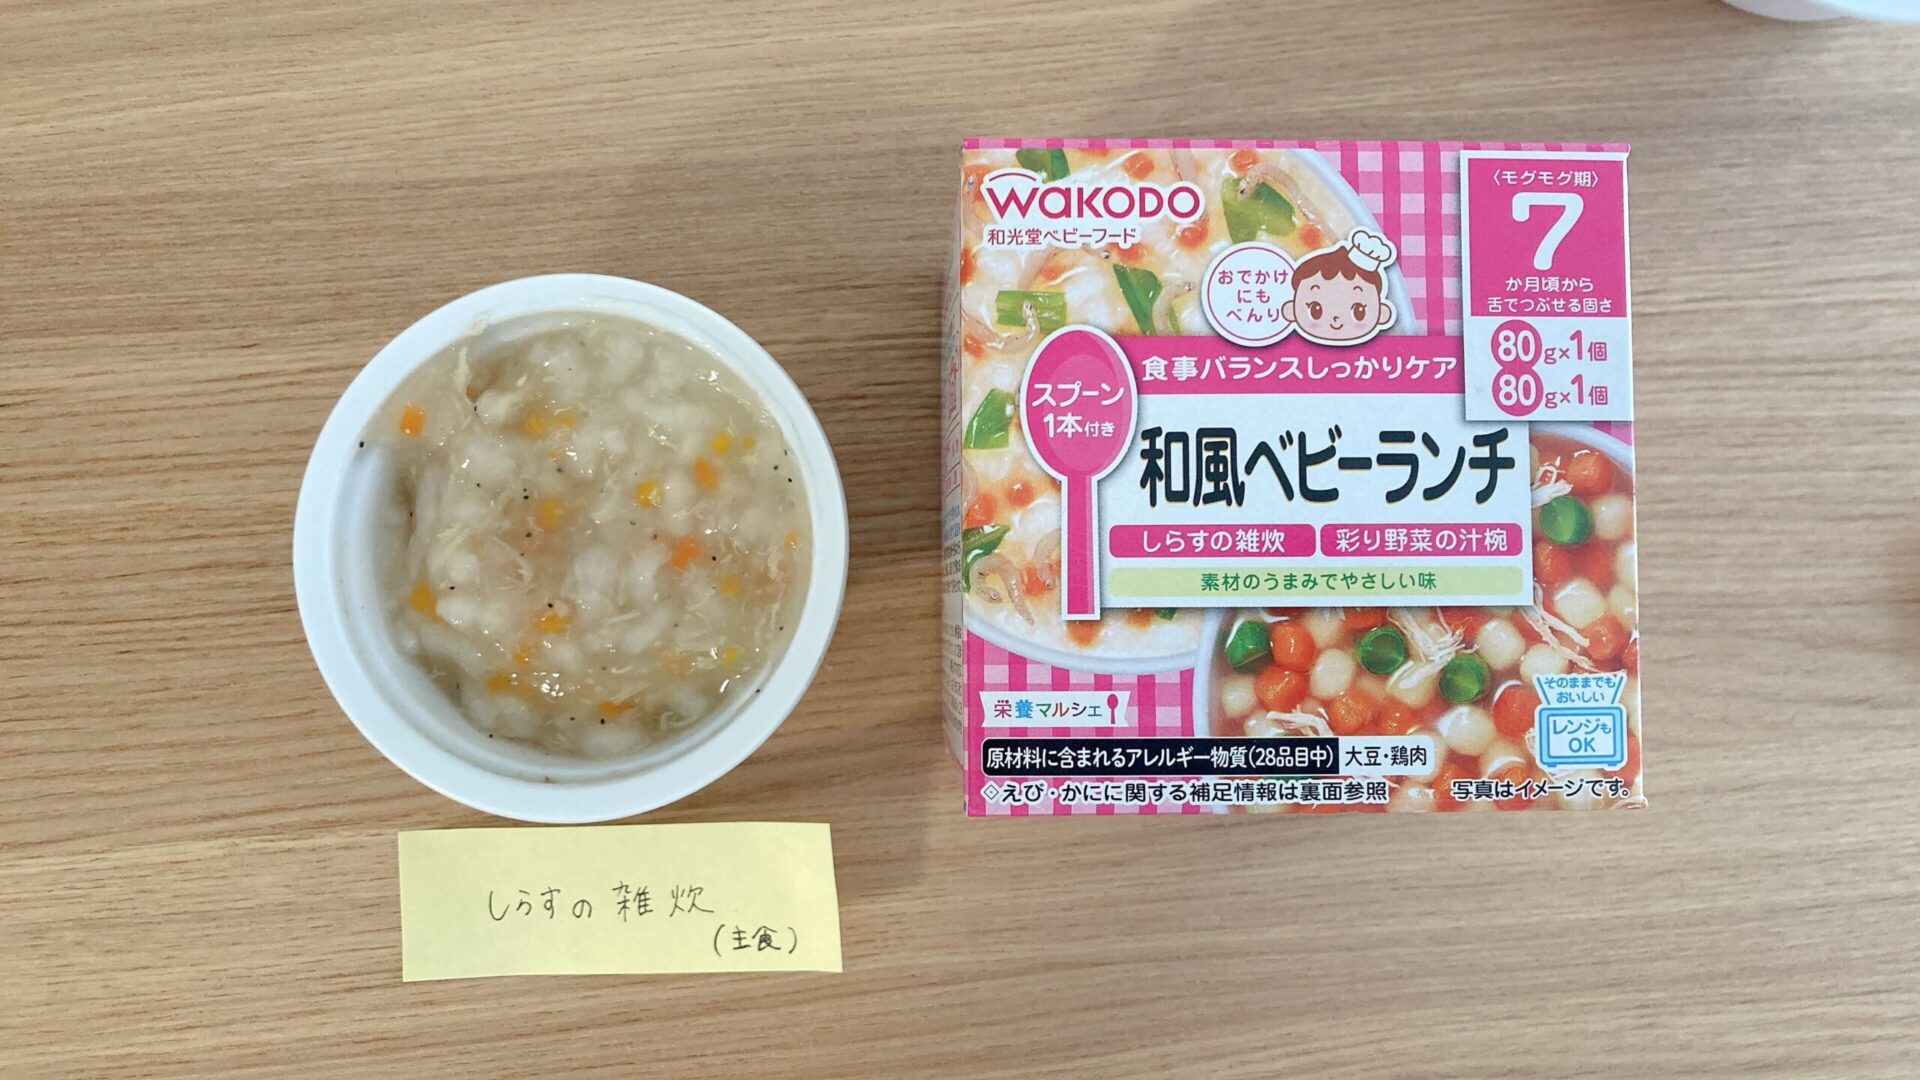 WaKODO
和光堂ベビーフード
〈モグモグ期〉
7
か月頃から
舌でつぶせる固さ
80g×1個
80g×1個
おでかけ
にも
べんり
食事バランスしっかりケア
スプーン
1本付き
和風ベビーランチ
しらすの雑炊 彩り野菜の汁椀
素材のうまみでやさしい味
そのままでも
おいしい
レンジも
OK
栄養マルシェ
原材料に含まれるアレルギー物質(28品目中) 大豆・鶏肉
◇えび・かにに関する補足情報は裏面参照 写真はイメージです。
しらすの雑炊
(主食)